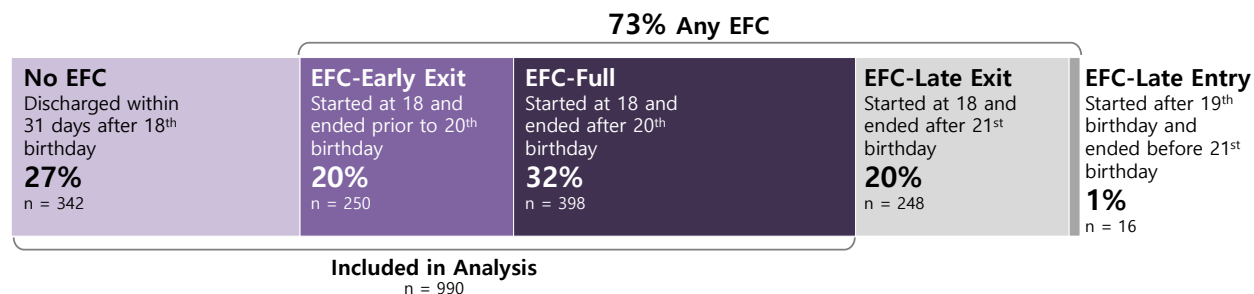 73% Any EFC
No EFC
Discharged within
31 days after 18th
birthday
27%
n = 342
EFC-Early Exit
Started at 18 and
ended prior to 20th
birthday
20%
n = 250
EFC-Full
Started at 18 and
ended after 20th
birthday
32%
n = 398
EFC-Late Exit
Started at 18 and
ended after 21st
birthday
20%
n = 248
EFC-Late Entry
Started after 19th
birthday and
ended before 21st
birthday
1%
n = 16
Included in Analysis
n = 990